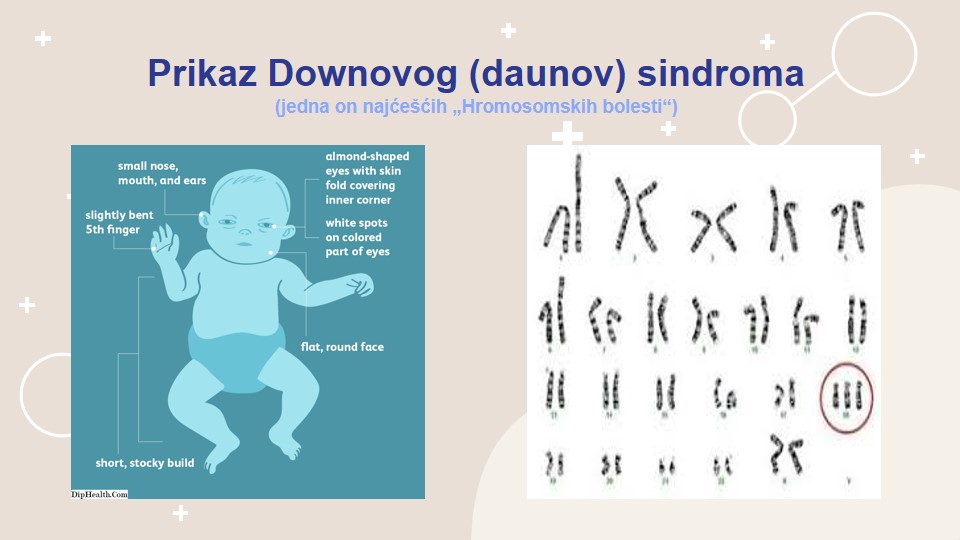 Prikaz Downovog (daunov) sindroma
(jedna on najćešćih „Hromosomskih bolesti“)
small nose,
mouth, and ears
slightly bent
5th finger
almond-shaped
eyes with skin
fold covering
inner corner
white spots
on colored
part of eyes
flat, round face
short, stocky build
DipHealth.Com